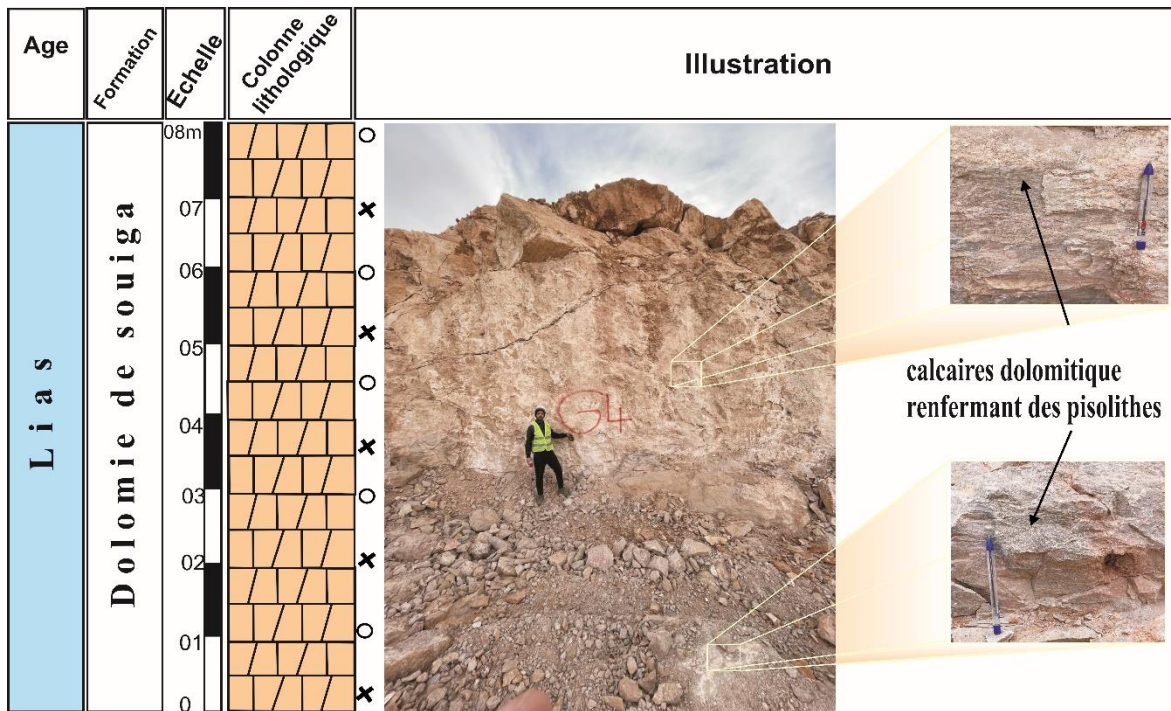 Age
Formation
Echelle
Colonne
lithologique
Illustration
Lias
Dolomie de souiga
08m
07
06
05
04
03
02
01
0
G4
calcaires dolomitique
renfermant des pisolithes